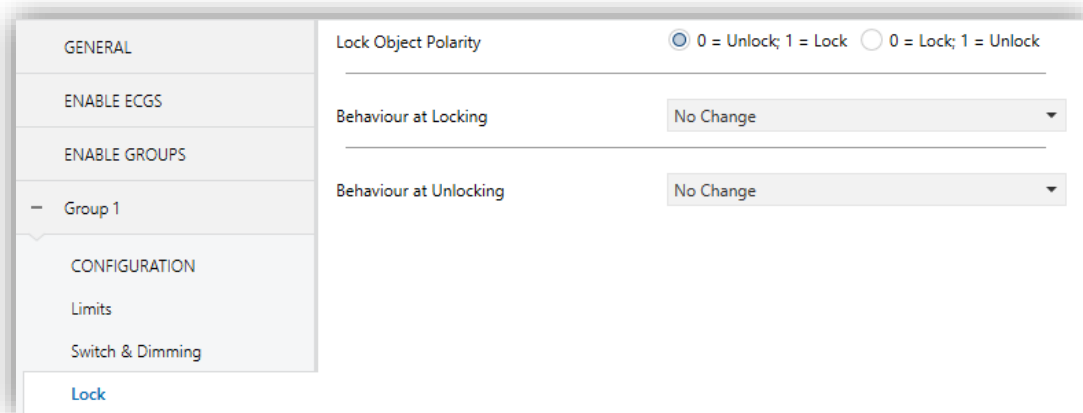 GENERAL
ENABLE ECGS
ENABLE GROUPS
Group 1
CONFIGURATION
Limits
Switch & Dimming
Lock
Lock Object Polarity
0 = Unlock; 1 = Lock
0 = Lock; 1 = Unlock
Behaviour at Locking
No Change
Behaviour at Unlocking
No Change